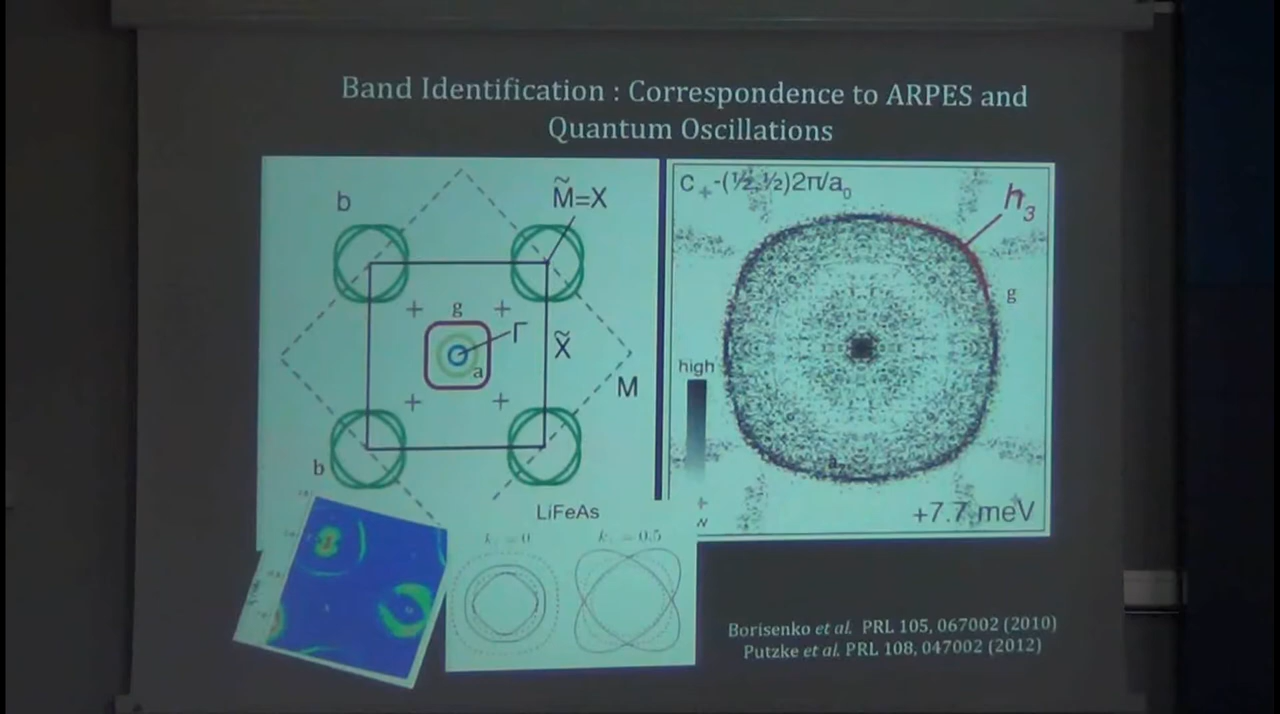 Band Identification : Correspondence to ARPES and
Quantum Oscillations
b
M̃=X
g
Γ
a
X̃
M
b
LiFeAs
C -(½,½)2π/a₀
h₃
g
high
+7.7 meV
Borisenko et al. PRL 105, 067002 (2010)
Putzke et al. PRL 108, 047002 (2012)